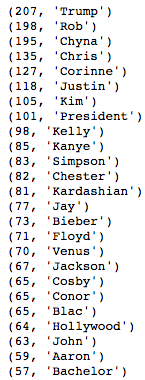 (207, 'Trump')
(198, 'Rob')
(195, 'Chyna')
(135, 'Chris')
(127, 'Corinne')
(118, 'Justin')
(105, 'Kim')
(101, 'President')
(98, 'Kelly')
(85, 'Kanye')
(83, 'Simpson')
(82, 'Chester')
(81, 'Kardashian')
(77, 'Jay')
(73, 'Bieber')
(71, 'Floyd')
(70, 'Venus')
(67, 'Jackson')
(65, 'Cosby')
(65, 'Conor')
(65, 'Blac')
(64, 'Hollywood')
(63, 'John')
(59, 'Aaron')
(57, 'Bachelor')